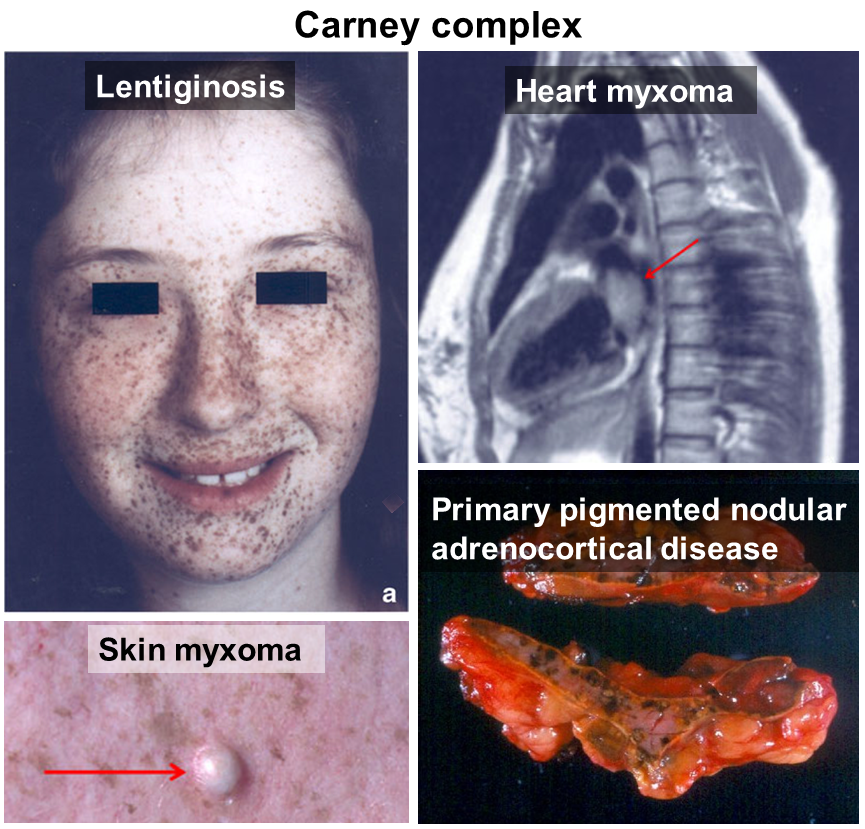 Carney complex
Lentiginosis
Heart myxoma
a
Primary pigmented nodular
adrenocortical disease
Skin myxoma